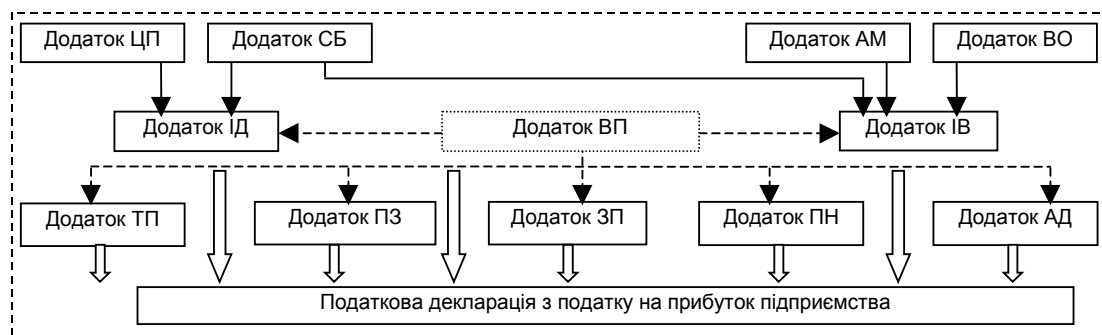 Додаток ЦП
Додаток СБ
Додаток АМ
Додаток ВО
Додаток ІД
Додаток ВП
Додаток ІВ
Додаток ТП
Додаток ПЗ
Додаток ЗП
Додаток ПН
Додаток АД
Податкова декларація з податку на прибуток підприємства